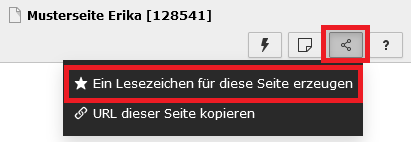 Musterseite Erika [128541]
?
Ein Lesezeichen für diese Seite erzeugen
URL dieser Seite kopieren